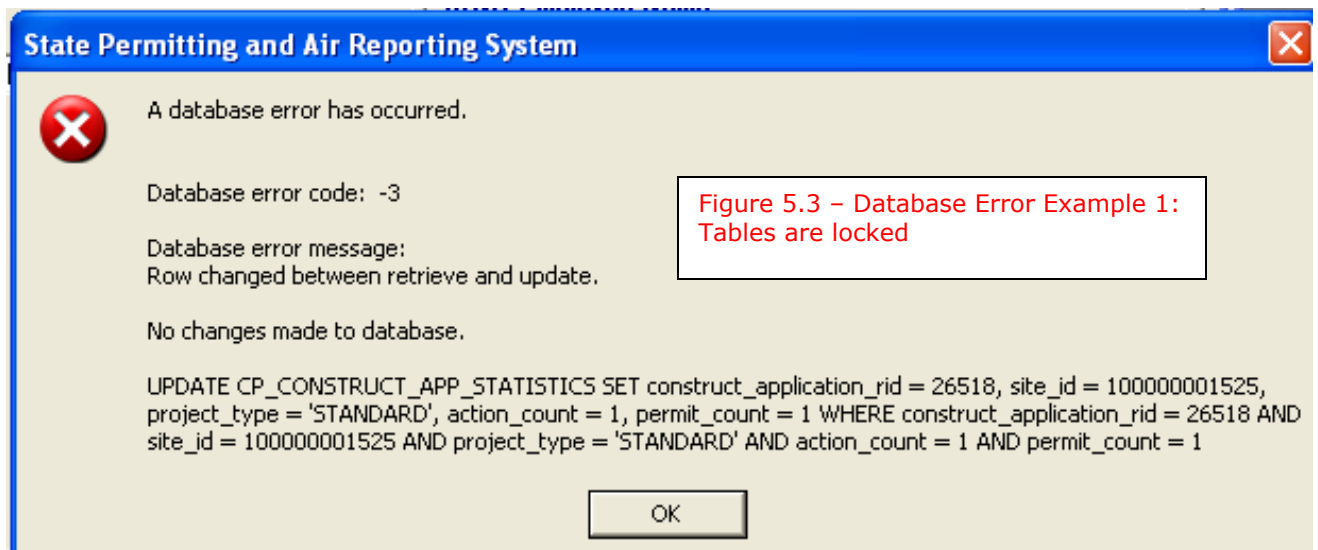 State Permitting and Air Reporting System
A database error has occurred.
Database error code: -3
Figure 5.3 – Database Error Example 1:
Tables are locked
Database error message:
Row changed between retrieve and update.
No changes made to database.
UPDATE CP_CONSTRUCT_APP_STATISTICS SET construct_application_rid = 26518, site_id = 100000001525,
project_type = 'STANDARD', action_count = 1, permit_count = 1 WHERE construct_application_rid = 26518 AND
site_id = 100000001525 AND project_type = 'STANDARD' AND action_count = 1 AND permit_count = 1
OK